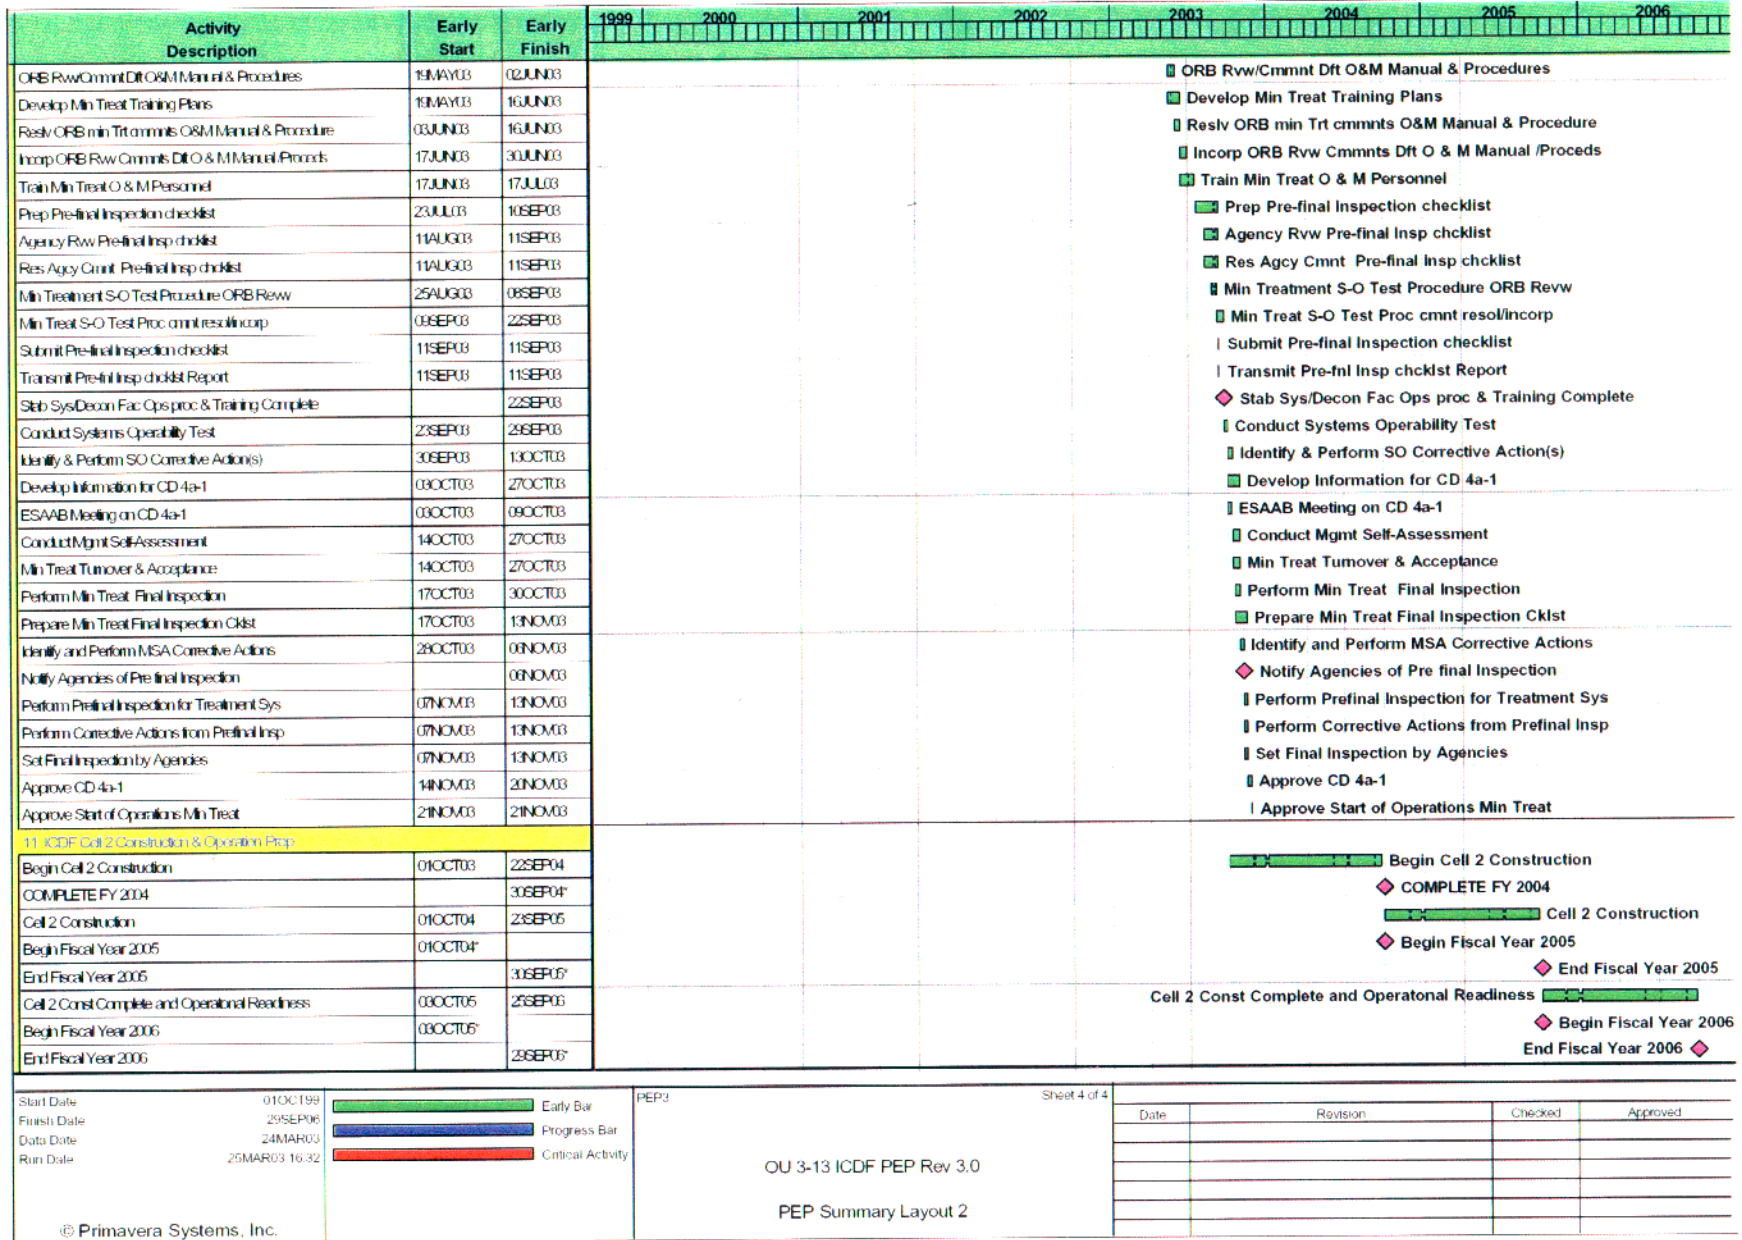 Activity Description Early Start Early Finish 1999 2000 2001 2002 2003 2004 2005 2006
ORB Rvw/Cmmnt Dft O&M Manual & Procedures 19MAY03 02JUN03 ORB Rvw/Cmmnt Dft O&M Manual & Procedures
Develop Min Treat Training Plans 19MAY03 16JUN03 Develop Min Treat Training Plans
Reslv ORB min Trt cmmnts O&M Manual & Procedure 03JUN03 16JUN03 Reslv ORB min Trt cmmnts O&M Manual & Procedure
Incorp ORB Rvw Cmmnts Dft O & M Manual /Proceds 17JUN03 30JUN03 Incorp ORB Rvw Cmmnts Dft O & M Manual /Proceds
Train Min Treat O & M Personnel 17JUN03 17JUL03 Train Min Treat O & M Personnel
Prep Pre-final Inspection checklist 23JUL03 10SEP03 Prep Pre-final Inspection checklist
Agency Rvw Pre-final Insp chcklist 11AUG03 11SEP03 Agency Rvw Pre-final Insp chcklist
Res Agcy Cmnt Pre-final Insp chcklist 11AUG03 11SEP03 Res Agcy Cmnt Pre-final Insp chcklist
Min Treatment S-O Test Procedure ORB Revw 25AUG03 08SEP03 Min Treatment S-O Test Procedure ORB Revw
Min Treat S-O Test Proc cmnt resol/incorp 09SEP03 22SEP03 Min Treat S-O Test Proc cmnt resol/incorp
Submit Pre-final Inspection checklist 11SEP03 11SEP03 Submit Pre-final Inspection checklist
Transmit Pre-fnl Insp chcklst Report 11SEP03 11SEP03 Transmit Pre-fnl Insp chcklst Report
Stab Sys/Decon Fac Ops proc & Training Complete 22SEP03 Stab Sys/Decon Fac Ops proc & Training Complete
Conduct Systems Operability Test 23SEP03 29SEP03 Conduct Systems Operability Test
Identify & Perform SO Corrective Action(s) 30SEP03 13OCT03 Identify & Perform SO Corrective Action(s)
Develop Information for CD 4a-1 03OCT03 27OCT03 Develop Information for CD 4a-1
ESAAB Meeting on CD 4a-1 03OCT03 09OCT03 ESAAB Meeting on CD 4a-1
Conduct Mgmt Self-Assessment 14OCT03 27OCT03 Conduct Mgmt Self-Assessment
Min Treat Turnover & Acceptance 14OCT03 27OCT03 Min Treat Turnover & Acceptance
Perform Min Treat Final Inspection 17OCT03 30OCT03 Perform Min Treat Final Inspection
Prepare Min Treat Final Inspection Cklst 17OCT03 13NOV03 Prepare Min Treat Final Inspection Cklst
Identify and Perform MSA Corrective Actions 28OCT03 06NOV03 Identify and Perform MSA Corrective Actions
Notify Agencies of Pre final Inspection 06NOV03 Notify Agencies of Pre final Inspection
Perform Prefinal Inspection for Treatment Sys 07NOV03 13NOV03 Perform Prefinal Inspection for Treatment Sys
Perform Corrective Actions from Prefinal Insp 07NOV03 13NOV03 Perform Corrective Actions from Prefinal Insp
Set Final Inspection by Agencies 07NOV03 13NOV03 Set Final Inspection by Agencies
Approve CD 4a-1 14NOV03 20NOV03 Approve CD 4a-1
Approve Start of Operations Min Treat 21NOV03 21NOV03 Approve Start of Operations Min Treat
11 ICDF Cell 2 Construction & Operation Prep
Begin Cell 2 Construction 01OCT03 22SEP04 Begin Cell 2 Construction
COMPLETE FY 2004 30SEP04* COMPLETE FY 2004
Cell 2 Construction 01OCT04 23SEP05 Cell 2 Construction
Begin Fiscal Year 2005 01OCT04* Begin Fiscal Year 2005
End Fiscal Year 2005 30SEP05* End Fiscal Year 2005
Cell 2 Const Complete and Operatonal Readiness 03OCT05 25SEP06 Cell 2 Const Complete and Operatonal Readiness
Begin Fiscal Year 2006 03OCT05* Begin Fiscal Year 2006
End Fiscal Year 2006 29SEP06* End Fiscal Year 2006
Start Date 01OCT99
Finish Date 29SEP06
Data Date 24MAR03
Run Date 25MAR03 16:32
© Primavera Systems, Inc.
Early Bar
Progress Bar
Critical Activity
PEP3 Sheet 4 of 4
OU 3-13 ICDF PEP Rev 3.0
PEP Summary Layout 2
Date Revision Checked Approved